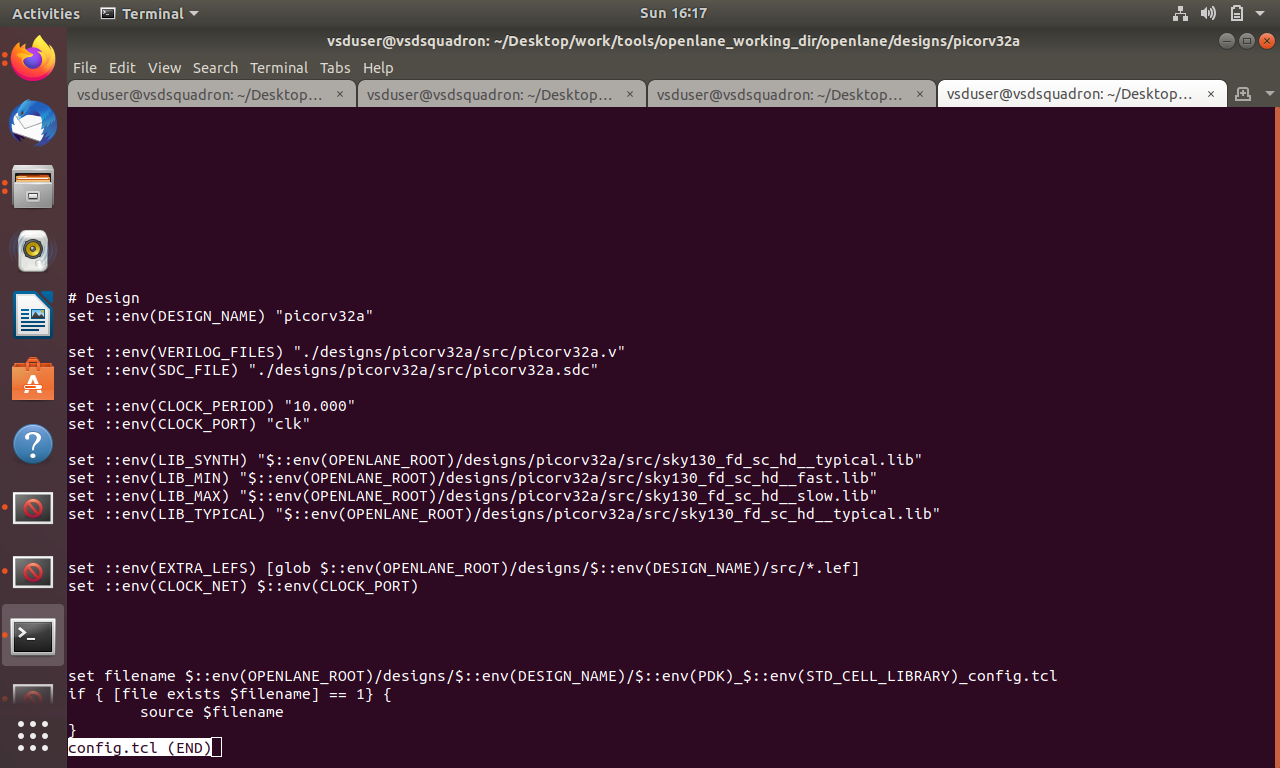 Activities Terminal Sun 16:17
vsduser@vsdsquadron: ~/Desktop/work/tools/openlane_working_dir/openlane/designs/picorv32a
File Edit View Search Terminal Tabs Help
vsduser@vsdsquadron: ~/Desktop... × vsduser@vsdsquadron: ~/Desktop... × vsduser@vsdsquadron: ~/Desktop... × vsduser@vsdsquadron: ~/Desktop... ×
# Design
set ::env(DESIGN_NAME) "picorv32a"
set ::env(VERILOG_FILES) "./designs/picorv32a/src/picorv32a.v"
set ::env(SDC_FILE) "./designs/picorv32a/src/picorv32a.sdc"
set ::env(CLOCK_PERIOD) "10.000"
set ::env(CLOCK_PORT) "clk"
set ::env(LIB_SYNTH) "$::env(OPENLANE_ROOT)/designs/picorv32a/src/sky130_fd_sc_hd__typical.lib"
set ::env(LIB_MIN) "$::env(OPENLANE_ROOT)/designs/picorv32a/src/sky130_fd_sc_hd__fast.lib"
set ::env(LIB_MAX) "$::env(OPENLANE_ROOT)/designs/picorv32a/src/sky130_fd_sc_hd__slow.lib"
set ::env(LIB_TYPICAL) "$::env(OPENLANE_ROOT)/designs/picorv32a/src/sky130_fd_sc_hd__typical.lib"
set ::env(EXTRA_LEFS) [glob $::env(OPENLANE_ROOT)/designs/$::env(DESIGN_NAME)/src/*.lef]
set ::env(CLOCK_NET) $::env(CLOCK_PORT)
set filename $::env(OPENLANE_ROOT)/designs/$::env(DESIGN_NAME)/$::env(PDK)_$::env(STD_CELL_LIBRARY)_config.tcl
if { [file exists $filename] == 1} {
        source $filename
}
config.tcl (END)